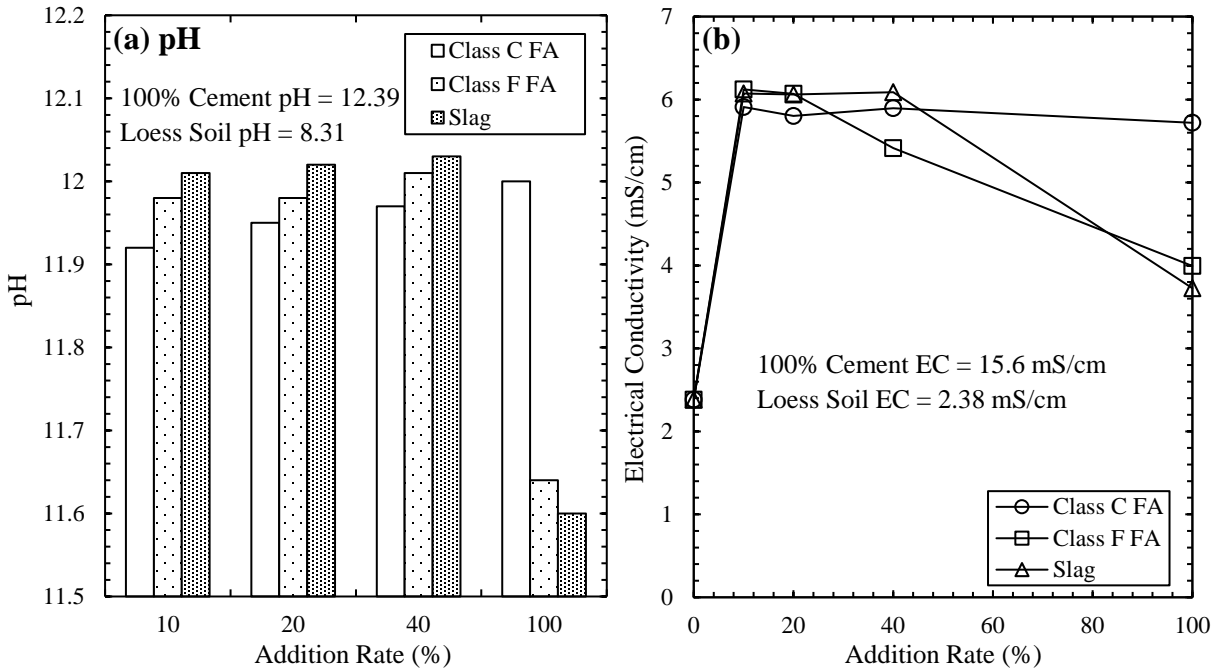 (a) pH
Class C FA
Class F FA
Slag
100% Cement pH = 12.39
Loess Soil pH = 8.31
12.2
12.1
12
11.9
11.8
11.7
11.6
11.5
pH
10 20 40 100
Addition Rate (%)
(b)
7
6
5
4
3
2
1
0
Electrical Conductivity (mS/cm)
100% Cement EC = 15.6 mS/cm
Loess Soil EC = 2.38 mS/cm
Class C FA
Class F FA
Slag
0 20 40 60 80 100
Addition Rate (%)